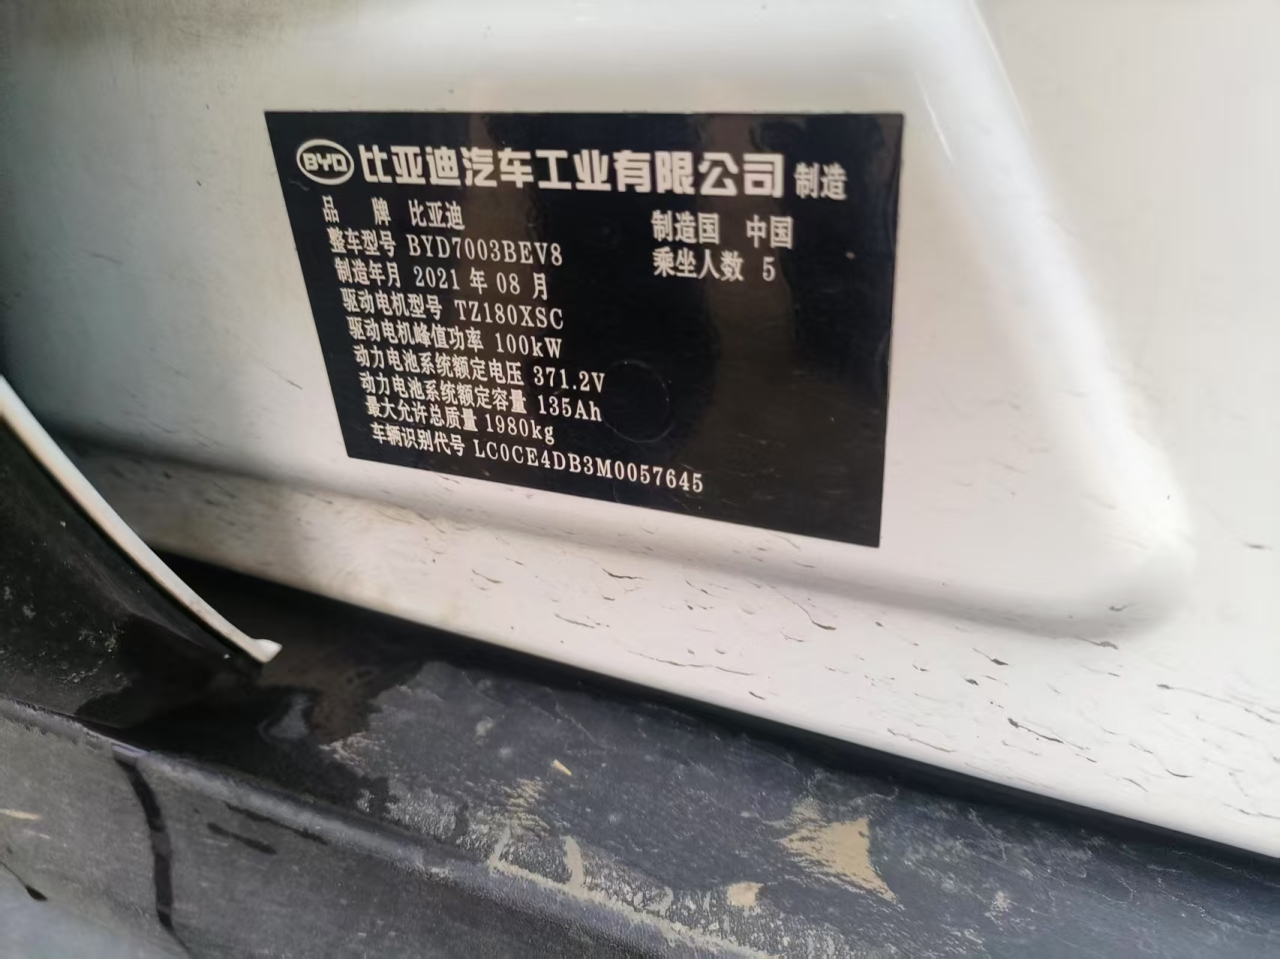 BYD 比亚迪汽车工业有限公司 制造
品 牌 比亚迪 制造国 中国
整车型号 BYD7003BEV8 乘坐人数 5
制造年月 2021 年 08 月
驱动电机型号 TZ180XSC
驱动电机峰值功率 100kW
动力电池系统额定电压 371.2V
动力电池系统额定容量 135Ah
最大允许总质量 1980kg
车辆识别代号 LC0CE4DB3M0057645